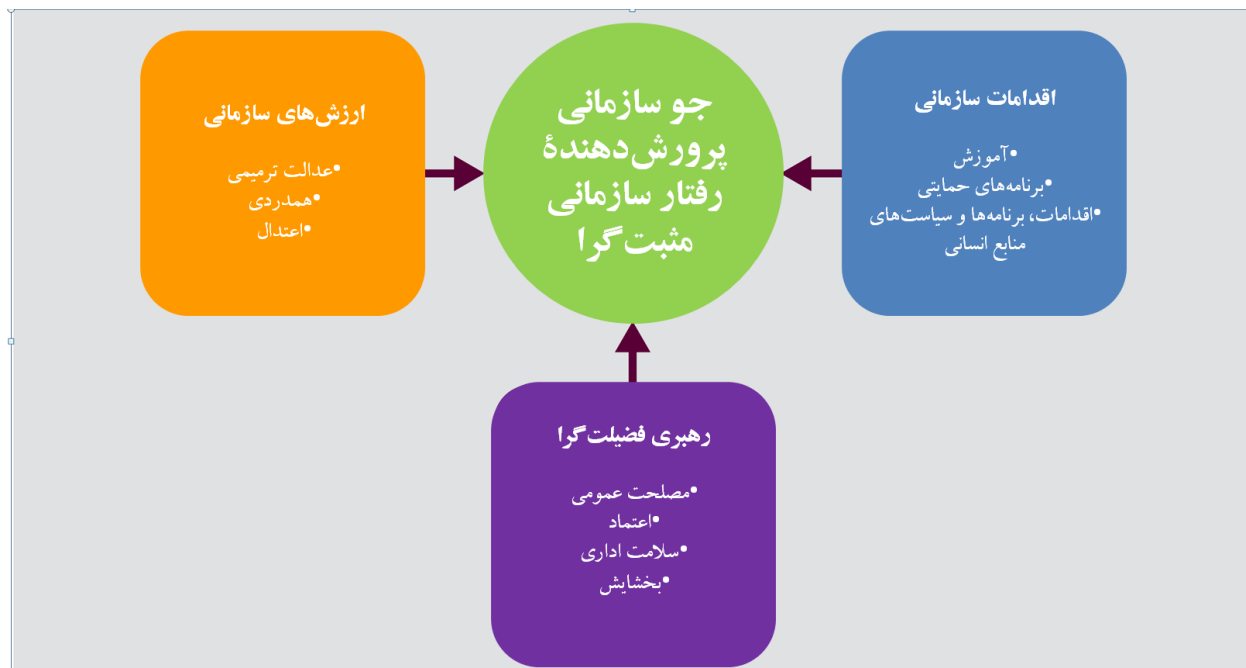 اقدامات سازمانی
•آموزش
•برنامه‌های حمایتی
•اقدامات، برنامه‌ها و سیاست‌های
منابع انسانی
جو سازمانی
پرورش‌دهندۀ
رفتار سازمانی
مثبت‌گرا
ارزش‌های سازمانی
•عدالت ترمیمی
•همدردی
•اعتدال
رهبری فضیلت‌گرا
•مصلحت عمومی
•اعتماد
•سلامت اداری
•بخشایش